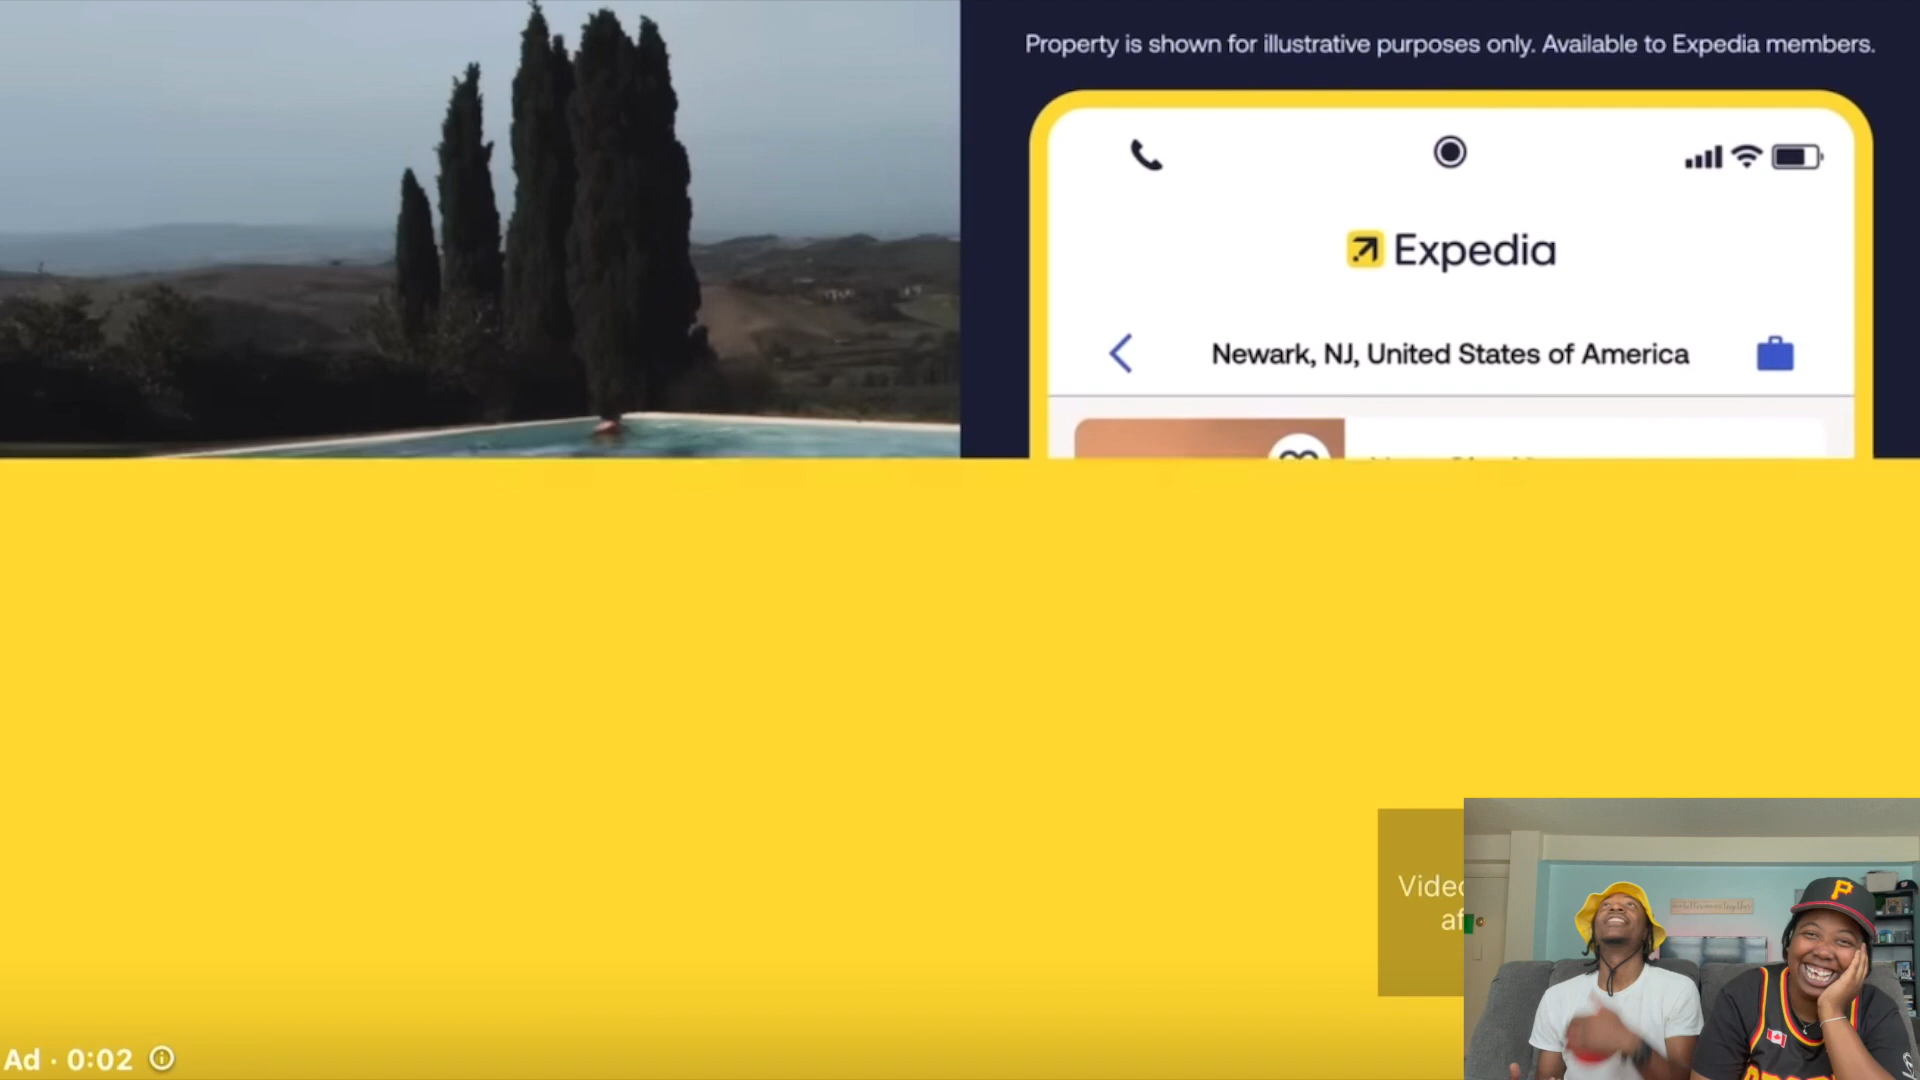 Property is shown for illustrative purposes only. Available to Expedia members.
Expedia
Newark, NJ, United States of America
Ad · 0:02
P